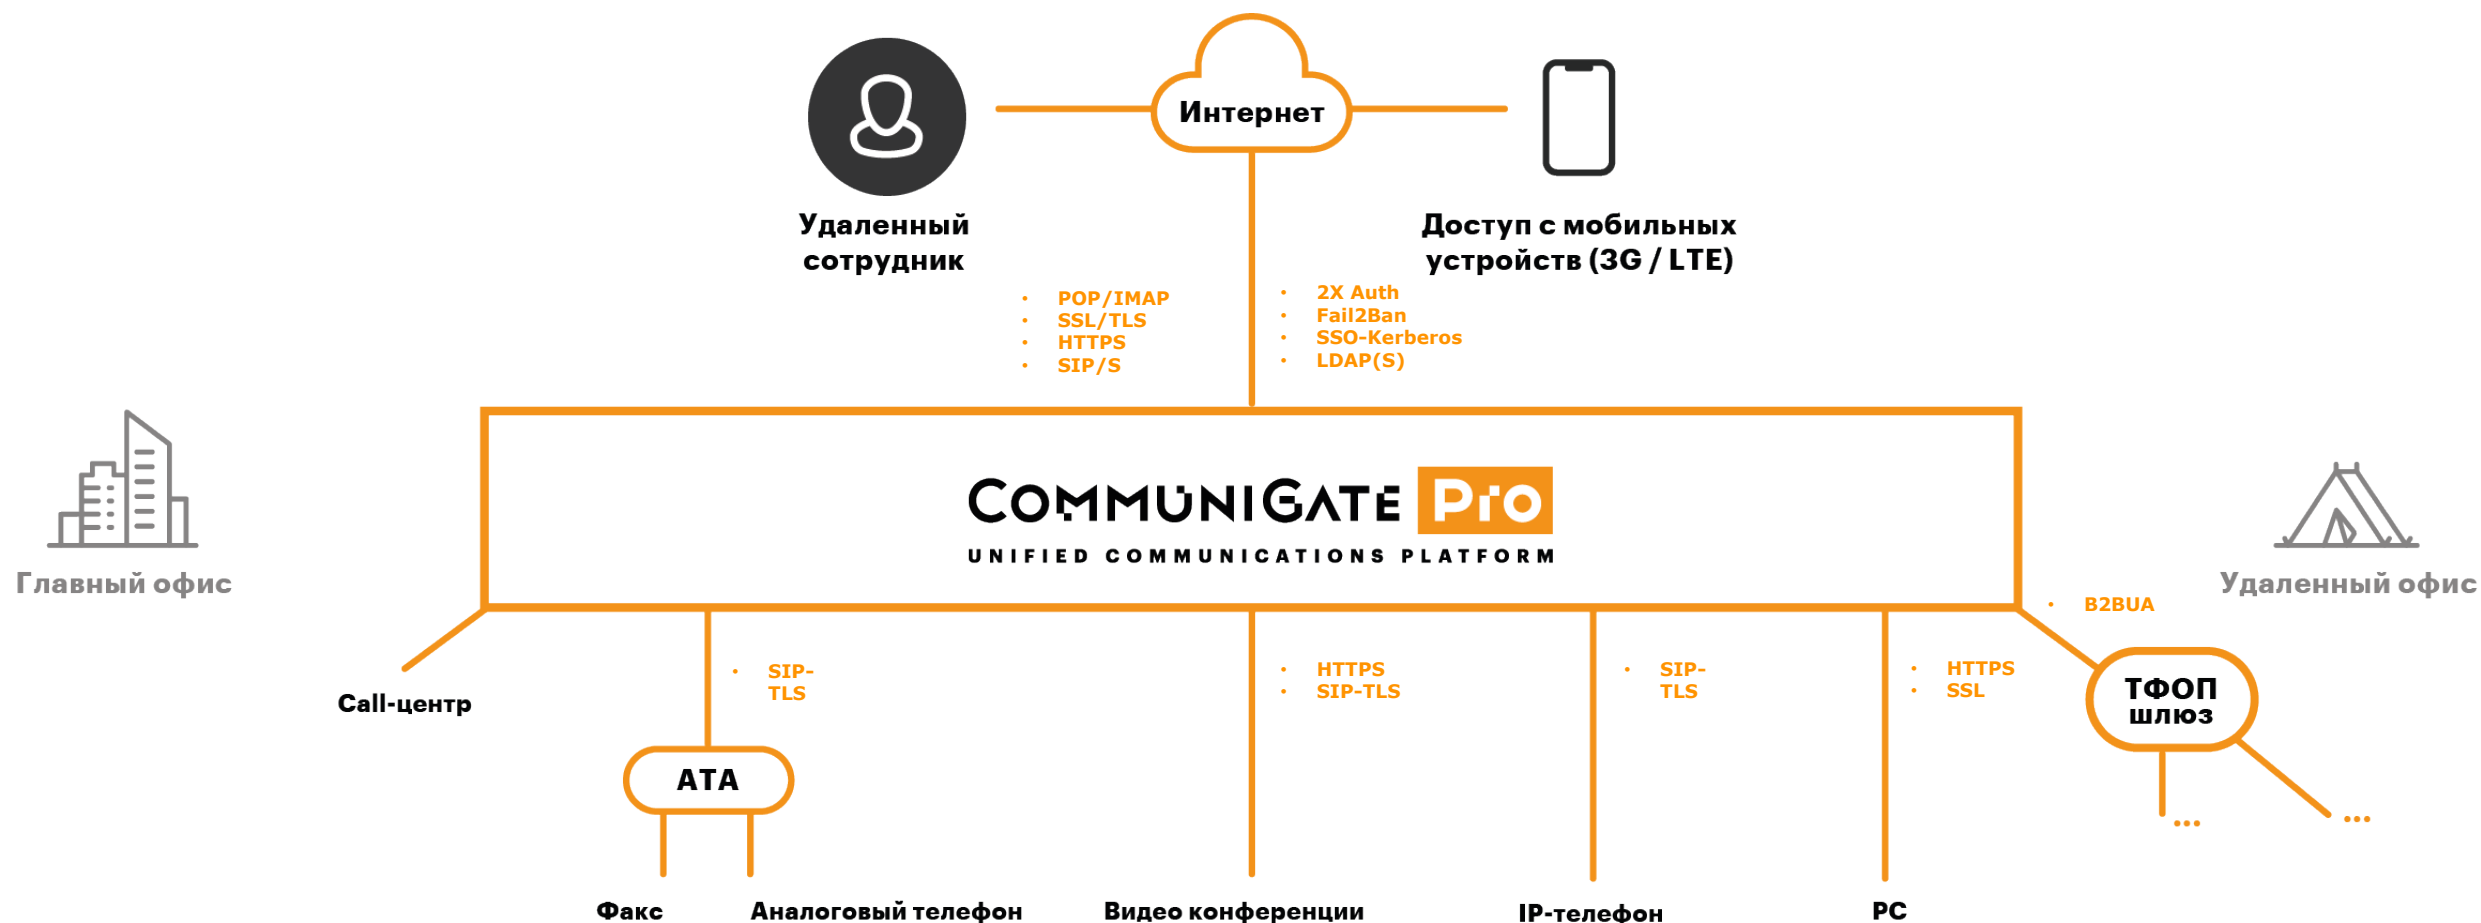 Интернет
Удаленный
сотрудник
Доступ с мобильных
устройств (3G / LTE)
• POP/IMAP
• SSL/TLS
• HTTPS
• SIP/S
• 2X Auth
• Fail2Ban
• SSO-Kerberos
• LDAP(S)
COMMUNIGATE Pro
UNIFIED COMMUNICATIONS PLATFORM
Главный офис
Удаленный офис
• B2BUA
• SIP-
TLS
• HTTPS
• SIP-TLS
• SIP-
TLS
• HTTPS
• SSL
Call-центр
ТФОП
шлюз
АТА
...
...
Факс
Аналоговый телефон
Видео конференции
IP-телефон
PC